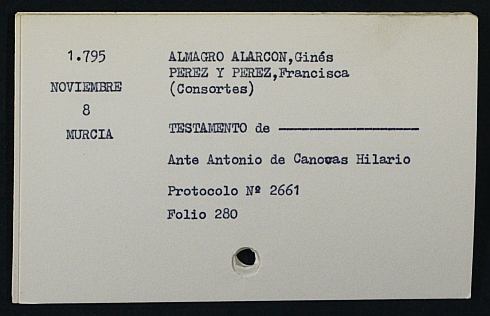 1.795
NOVIEMBRE
8
MURCIA
ALMAGRO ALARCON,Ginés
PEREZ Y PEREZ,Francisca
(Consortes)
TESTAMENTO de ————————————
Ante Antonio de Canovas Hilario
Protocolo Nº 2661
Folio 280